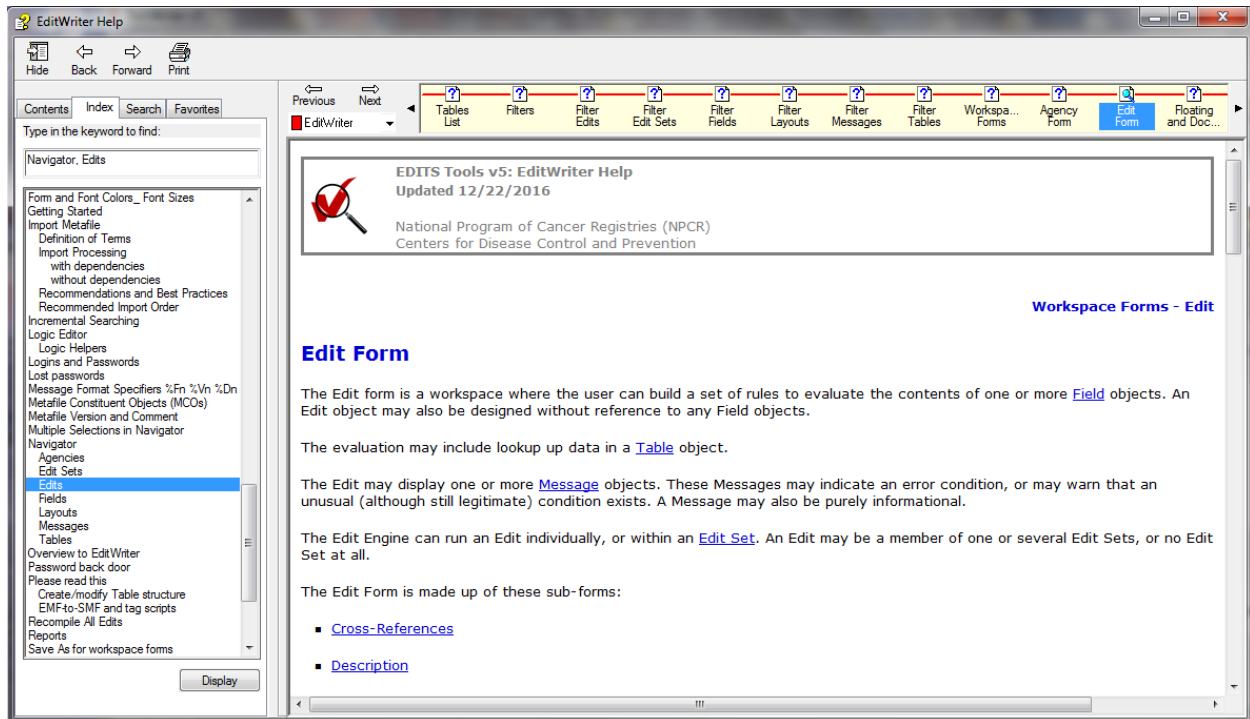 EditWriter Help
Hide Back Forward Print
Contents Index Search Favorites
Type in the keyword to find:
Navigator, Edits
Form and Font Colors_ Font Sizes
Getting Started
Import Metafile
Definition of Terms
Import Processing
with dependencies
without dependencies
Recommendations and Best Practices
Recommended Import Order
Incremental Searching
Logic Editor
Logic Helpers
Logins and Passwords
Lost passwords
Message Format Specifiers %Fn %Vn %Dn
Metafile Constituent Objects (MCOs)
Metafile Version and Comment
Multiple Selections in Navigator
Navigator
Agencies
Edit Sets
Edits
Fields
Layouts
Messages
Tables
Overview to EditWriter
Password back door
Please read this
Create/modify Table structure
EMF-to-SMF and tag scripts
Recompile All Edits
Reports
Save As for workspace forms
Display
Previous Next
EditWriter
Tables List
Filters
Filter Edits
Filter Edit Sets
Filter Fields
Filter Layouts
Filter Messages
Filter Tables
Workspa... Forms
Agency Form
Edit Form
Floating and Doc...
EDITS Tools v5: EditWriter Help
Updated 12/22/2016
National Program of Cancer Registries (NPCR)
Centers for Disease Control and Prevention
Workspace Forms - Edit
Edit Form
The Edit form is a workspace where the user can build a set of rules to evaluate the contents of one or more Field objects. An
Edit object may also be designed without reference to any Field objects.
The evaluation may include lookup up data in a Table object.
The Edit may display one or more Message objects. These Messages may indicate an error condition, or may warn that an
unusual (although still legitimate) condition exists. A Message may also be purely informational.
The Edit Engine can run an Edit individually, or within an Edit Set. An Edit may be a member of one or several Edit Sets, or no Edit
Set at all.
The Edit Form is made up of these sub-forms:
▪ Cross-References
▪ Description